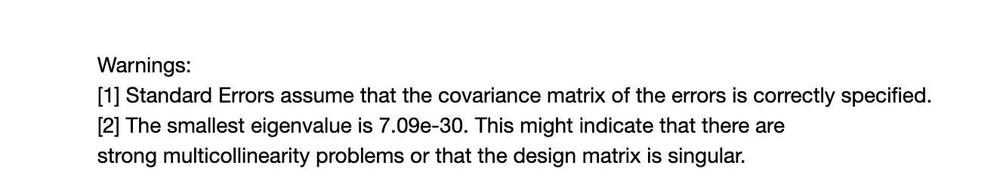 Warnings:
[1] Standard Errors assume that the covariance matrix of the errors is correctly specified.
[2] The smallest eigenvalue is 7.09e-30. This might indicate that there are
strong multicollinearity problems or that the design matrix is singular.